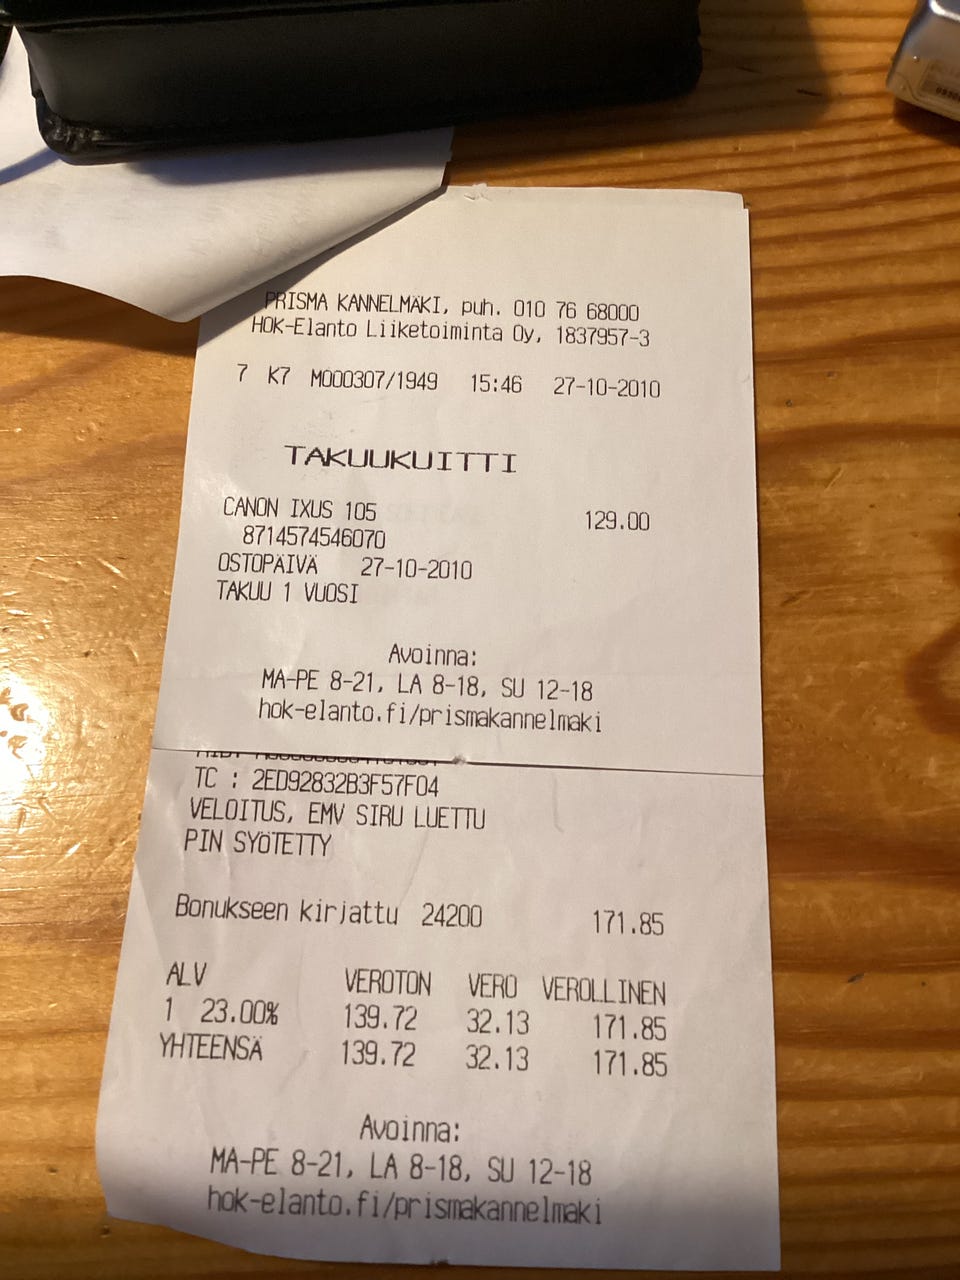 PRISMA KANNELMÄKI, puh. 010 76 68000
HOK-Elanto Liiketoiminta Oy, 1837957-3
7 K7 M000307/1949 15:46 27-10-2010
TAKUUKUITTI
CANON IXUS 105 129.00
8714574546070
OSTOPÄIVÄ 27-10-2010
TAKUU 1 VUOSI
Avoinna:
MA-PE 8-21, LA 8-18, SU 12-18
hok-elanto.fi/prismakannelmaki
TC : 2ED92832B3F57F04
VELOITUS, EMV SIRU LUETTU
PIN SYÖTETTY
Bonukseen kirjattu 24200 171.85
ALV VEROTON VERO VEROLLINEN
1 23.00% 139.72 32.13 171.85
YHTEENSÄ 139.72 32.13 171.85
Avoinna:
MA-PE 8-21, LA 8-18, SU 12-18
hok-elanto.fi/prismakannelmaki